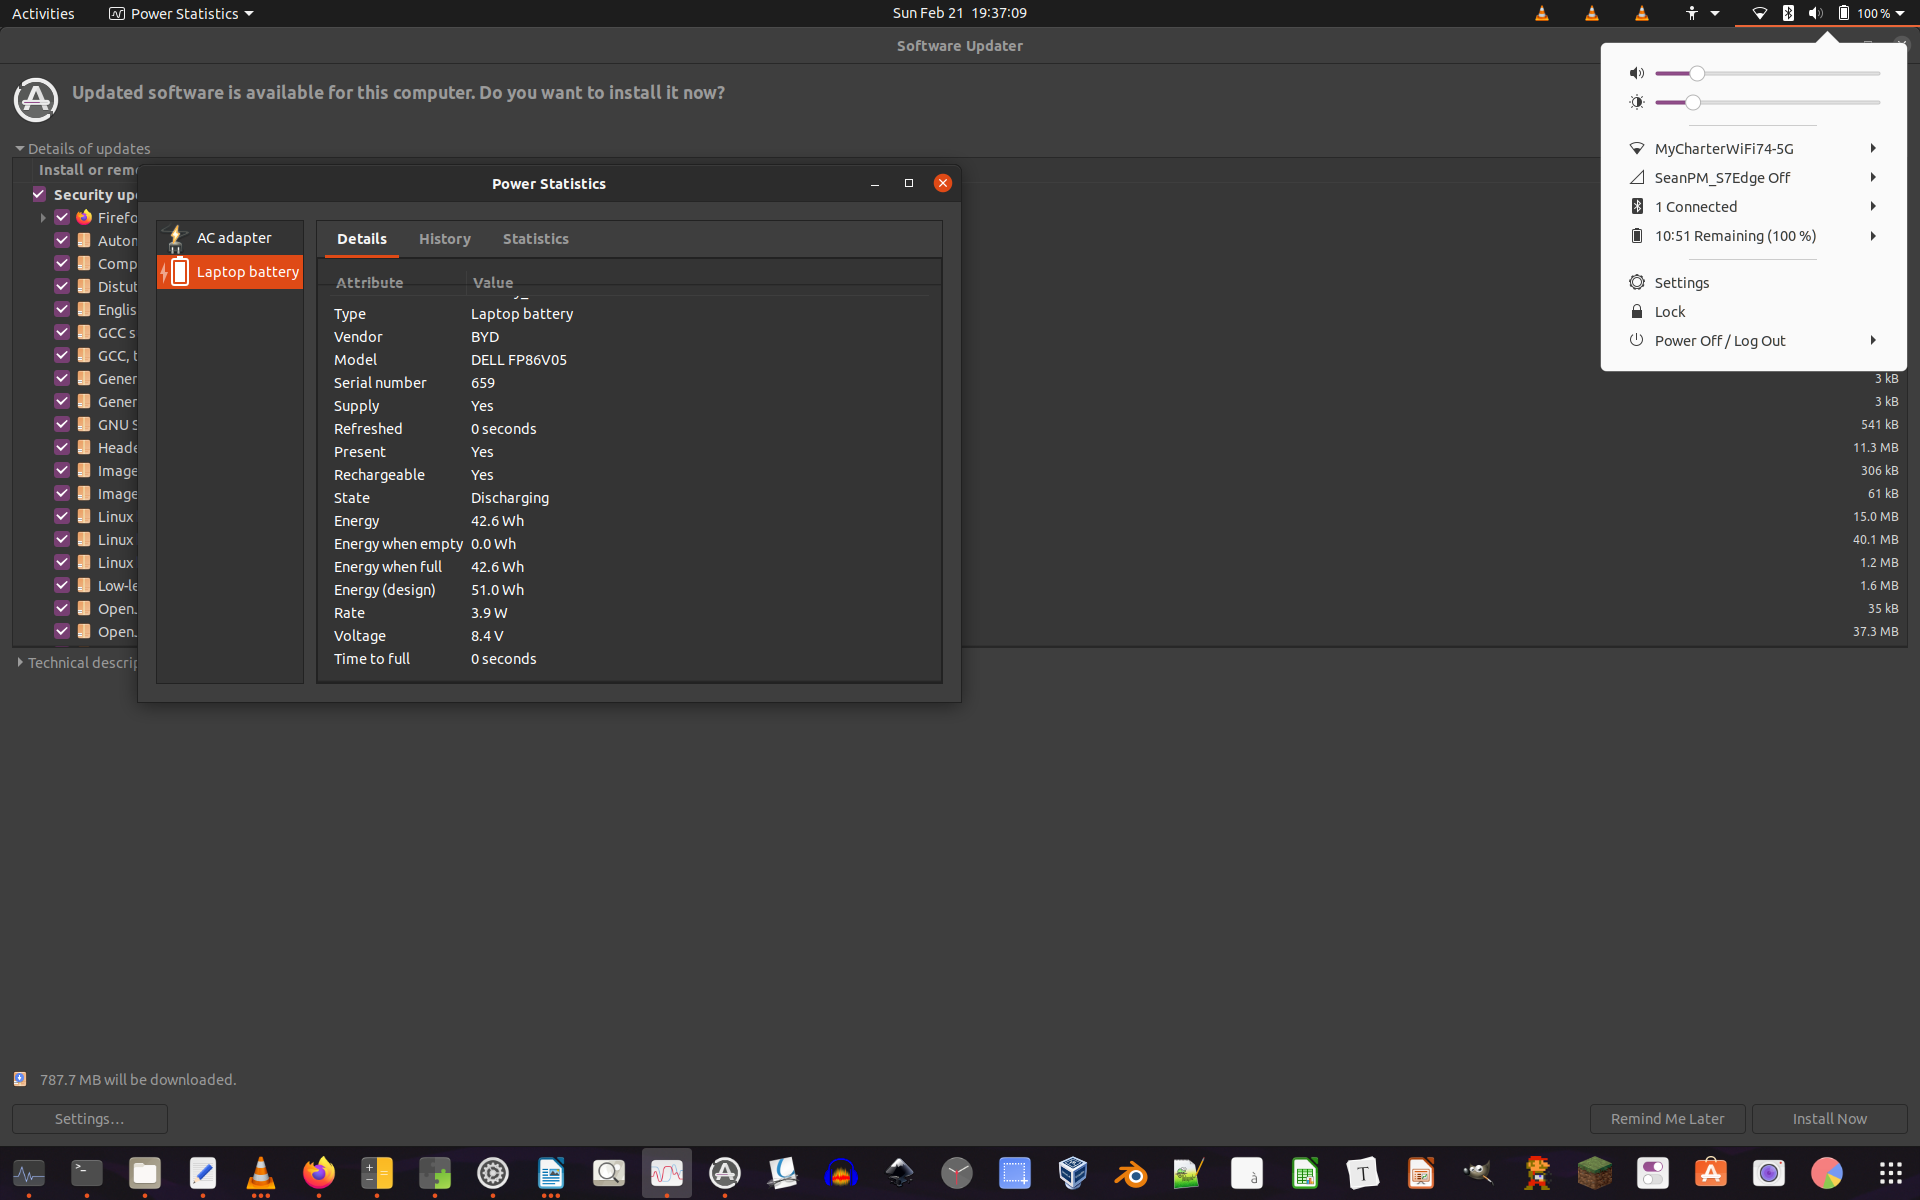 Activities Power Statistics Sun Feb 21 19:37:09 100 %
Software Updater
Updated software is available for this computer. Do you want to install it now?
Details of updates
Install or remo
Security up
Firefo
Auton
Comp
Distut
Englis
GCC s
GCC, t
Gener 3 kB
Gener 3 kB
GNU S 541 kB
Heade 11.3 MB
Image 306 kB
Image 61 kB
Linux 15.0 MB
Linux 40.1 MB
Linux 1.2 MB
Low-le 1.6 MB
Open. 35 kB
Open. 37.3 MB
Technical descrip
Power Statistics
AC adapter
Laptop battery
Details History Statistics
Attribute Value
Type Laptop battery
Vendor BYD
Model DELL FP86V05
Serial number 659
Supply Yes
Refreshed 0 seconds
Present Yes
Rechargeable Yes
State Discharging
Energy 42.6 Wh
Energy when empty 0.0 Wh
Energy when full 42.6 Wh
Energy (design) 51.0 Wh
Rate 3.9 W
Voltage 8.4 V
Time to full 0 seconds
MyCharterWiFi74-5G
SeanPM_S7Edge Off
1 Connected
10:51 Remaining (100 %)
Settings
Lock
Power Off / Log Out
787.7 MB will be downloaded.
Settings…
Remind Me Later Install Now